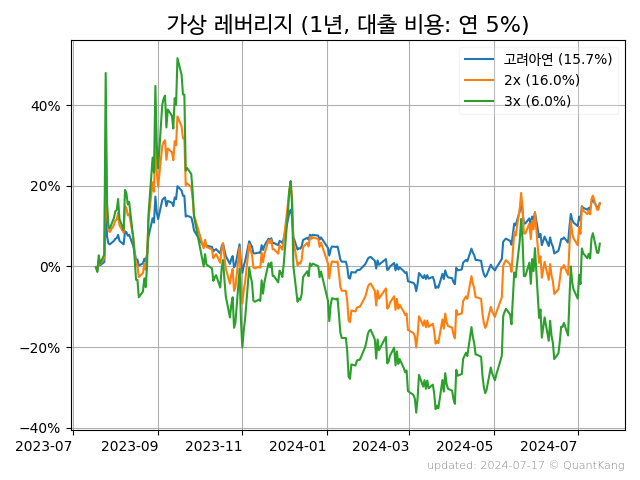 가상 레버리지 (1년, 대출 비용: 연 5%)
고려아연 (15.7%)
2x (16.0%)
3x (6.0%)
40%
20%
0%
−20%
−40%
2023-07 2023-09 2023-11 2024-01 2024-03 2024-05 2024-07
updated: 2024-07-17 © QuantKang